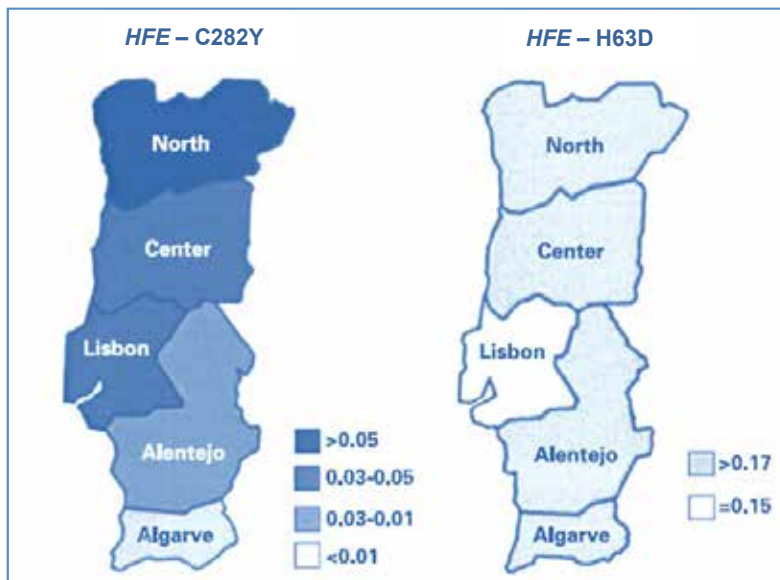 HFE – C282Y
North
Center
Lisbon
Alentejo
Algarve
>0.05
0.03-0.05
0.03-0.01
<0.01
HFE – H63D
North
Center
Lisbon
Alentejo
Algarve
>0.17
=0.15